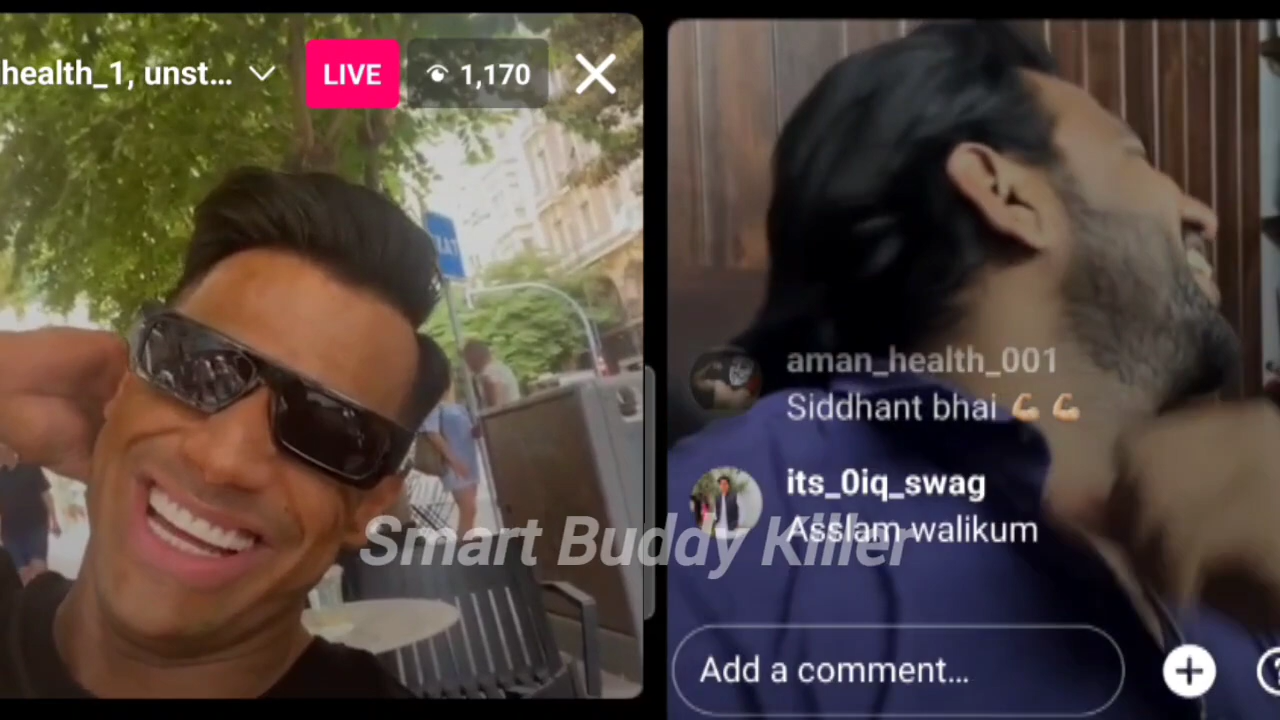 health_1, unst...
LIVE
1,170
aman_health_001
Siddhant bhai 💪🏼 💪🏼
its_0iq_swag
Asslam walikum
Smart Buddy Killer
Add a comment...